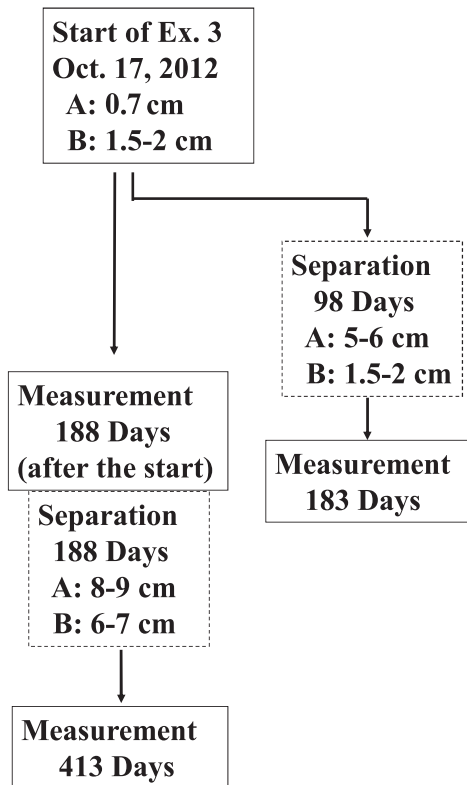 Start of Ex. 3
Oct. 17, 2012
A: 0.7 cm
B: 1.5-2 cm
Separation
98 Days
A: 5-6 cm
B: 1.5-2 cm
Measurement
188 Days
(after the start)
Measurement
183 Days
Separation
188 Days
A: 8-9 cm
B: 6-7 cm
Measurement
413 Days